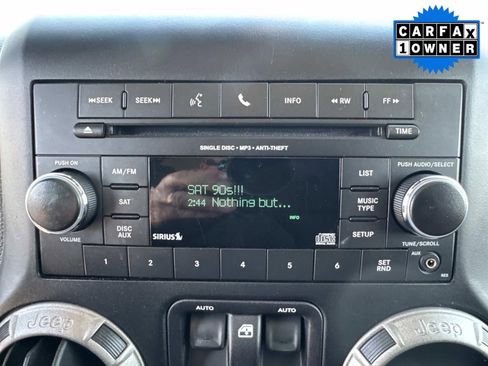 CARFAX
1 OWNER
SEEK
SEEK
INFO
RW
FF
TIME
SINGLE DISC • MP3 • ANTI-THEFT
PUSH ON
VOLUME
AM/FM
SAT
DISC
AUX
SAT 90s!!!
2:44 Nothing but...
INFO
SIRIUS
disc
LIST
MUSIC
TYPE
SETUP
PUSH AUDIO/SELECT
TUNE/SCROLL
1 2 3 4 5 6
SET
RND
AUX
RES
AUTO AUTO
Jeep
Jeep